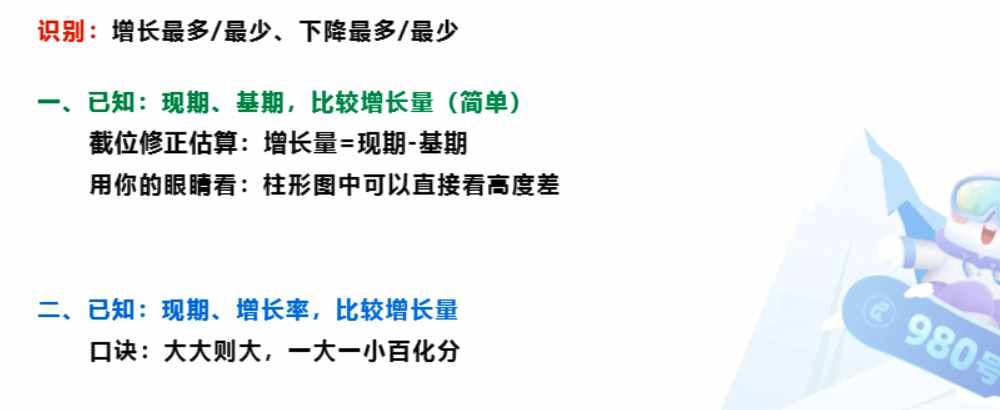 识别：增长最多/最少、下降最多/最少
一、已知：现期、基期，比较增长量（简单）
截位修正估算：增长量=现期-基期
用你的眼睛看：柱形图中可以直接看高度差
二、已知：现期、增长率，比较增长量
口诀：大大则大，一大一小百化分
980号